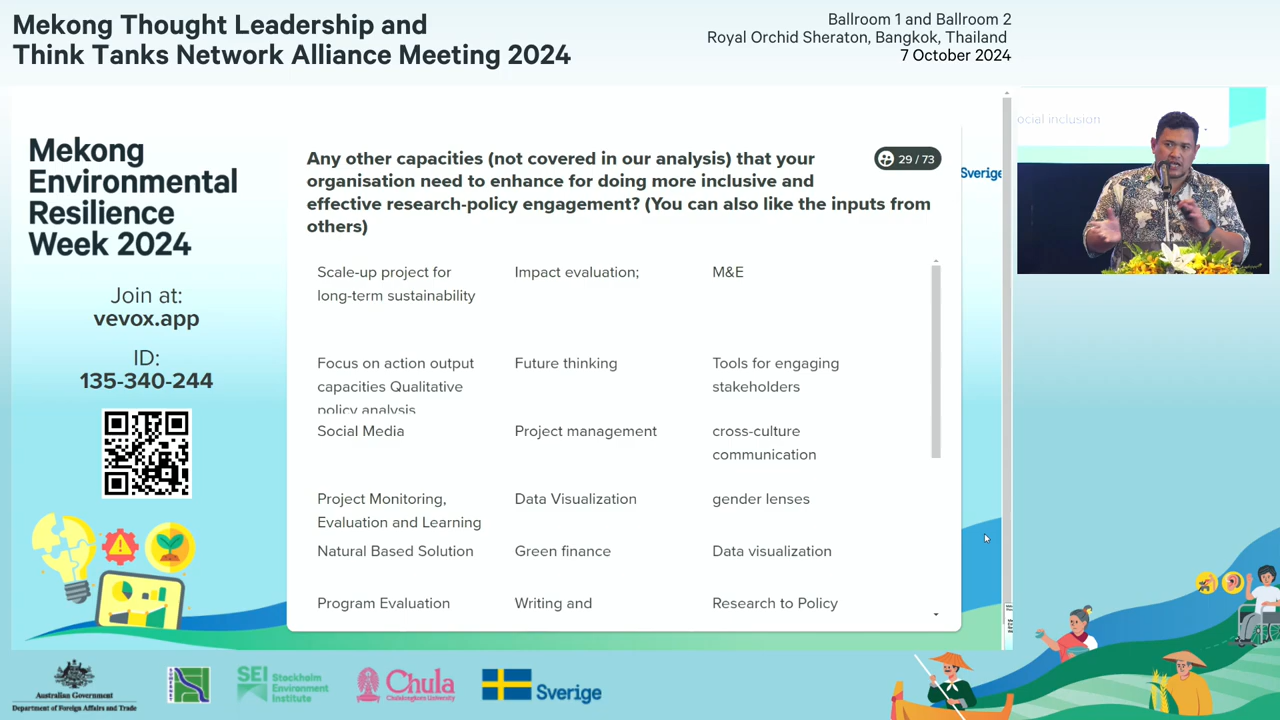 Mekong Thought Leadership and
Think Tanks Network Alliance Meeting 2024
Ballroom 1 and Ballroom 2
Royal Orchid Sheraton, Bangkok, Thailand
7 October 2024
Mekong
Environmental
Resilience
Week 2024
Join at:
vevox.app
ID:
135-340-244
Any other capacities (not covered in our analysis) that your
organisation need to enhance for doing more inclusive and
effective research-policy engagement? (You can also like the inputs from
others)
29 / 73
Sverige
ocial inclusion
Scale-up project for
long-term sustainability
Impact evaluation;
M&E
Focus on action output
capacities Qualitative
policy analysis
Future thinking
Tools for engaging
stakeholders
Social Media
Project management
cross-culture
communication
Project Monitoring,
Evaluation and Learning
Data Visualization
gender lenses
Natural Based Solution
Green finance
Data visualization
Program Evaluation
Writing and
Research to Policy
Australian Government
Department of Foreign Affairs and Trade
SEI Stockholm
Environment
Institute
Chula
Chulalongkorn University
Sverige